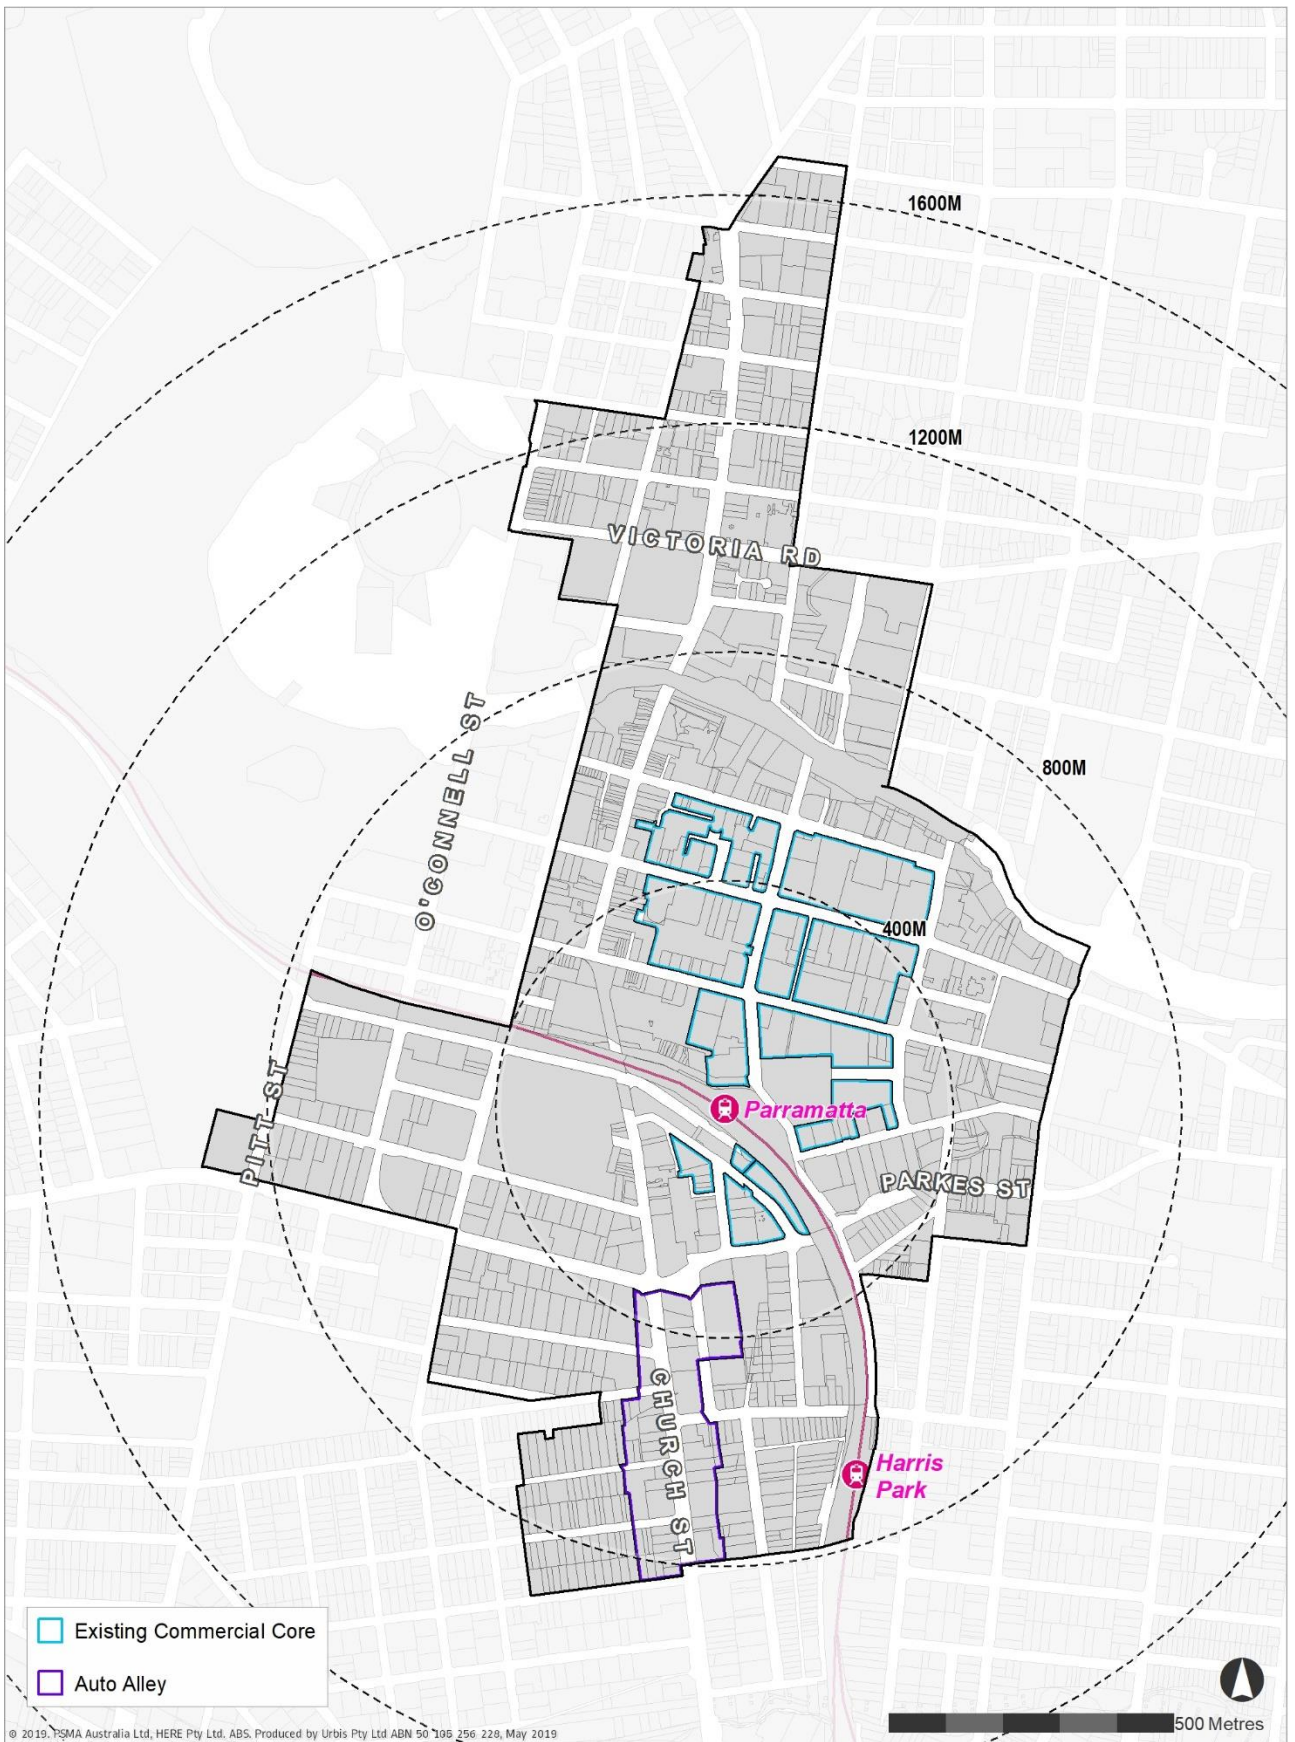 1600M
1200M
VICTORIA RD
800M
O'CONNELL ST
400M
PITT ST
Parramatta
PARKES ST
CHURCH ST
Harris
Park
Existing Commercial Core
Auto Alley
500 Metres
© 2019. PSMA Australia Ltd, HERE Pty Ltd. ABS. Produced by Urbis Pty Ltd ABN 50 105 256 228, May 2019